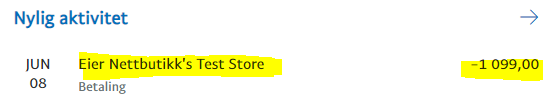 Nylig aktivitet
JUN 08
Eier Nettbutikk's Test Store
Betaling
−1 099,00